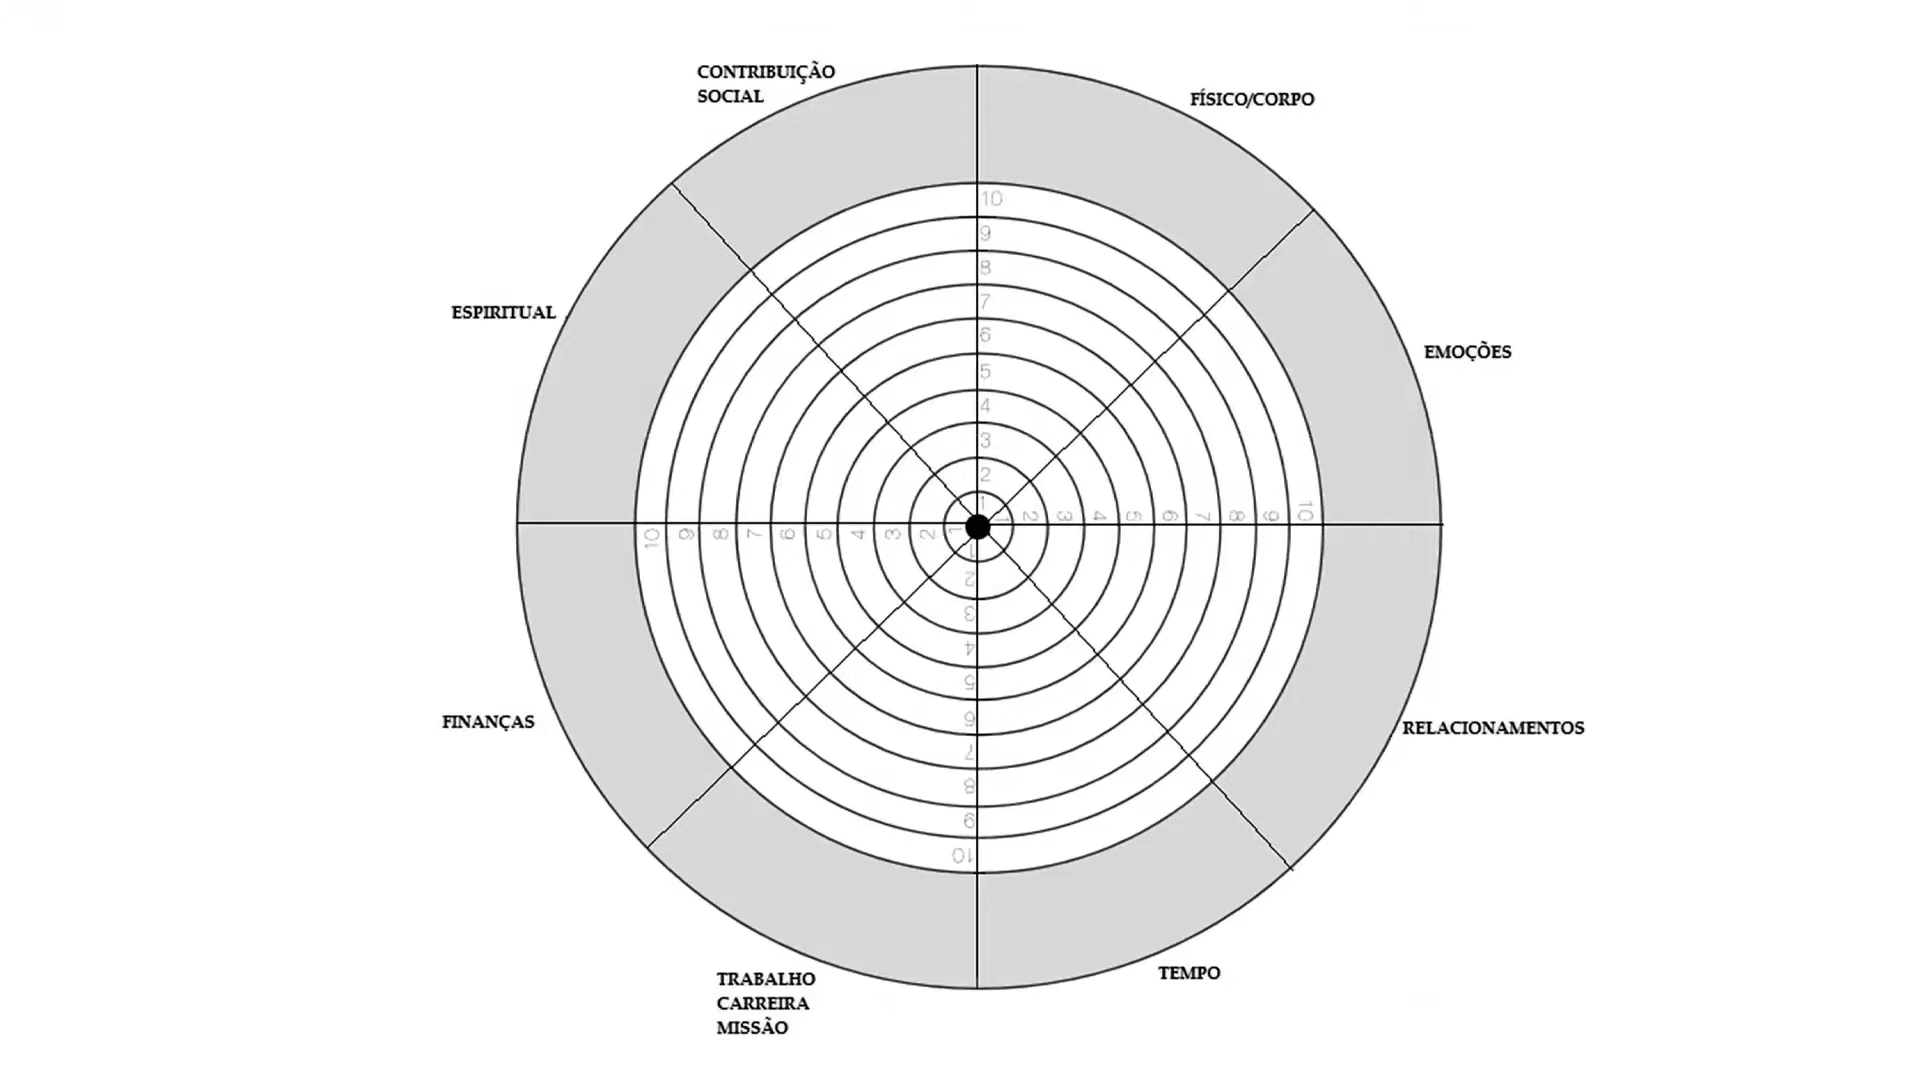 CONTRIBUIÇÃO
SOCIAL
FÍSICO/CORPO
ESPIRITUAL
EMOÇÕES
10
9
8
7
6
5
4
3
2
1
10 9 8 7 6 5 4 3 2 1
1 2 3 4 5 6 7 8 9 10
1
2
3
4
5
6
7
8
9
10
FINANÇAS
RELACIONAMENTOS
TRABALHO
CARREIRA
MISSÃO
TEMPO